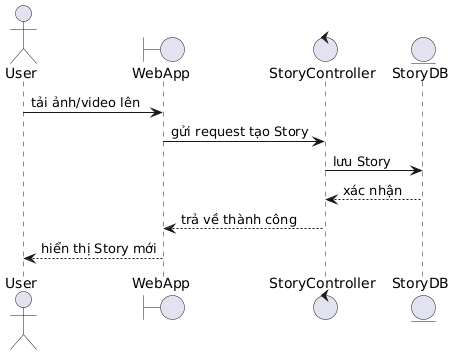 User WebApp StoryController StoryDB
tải ảnh/video lên
gửi request tạo Story
lưu Story
xác nhận
trả về thành công
hiển thị Story mới
User WebApp StoryController StoryDB